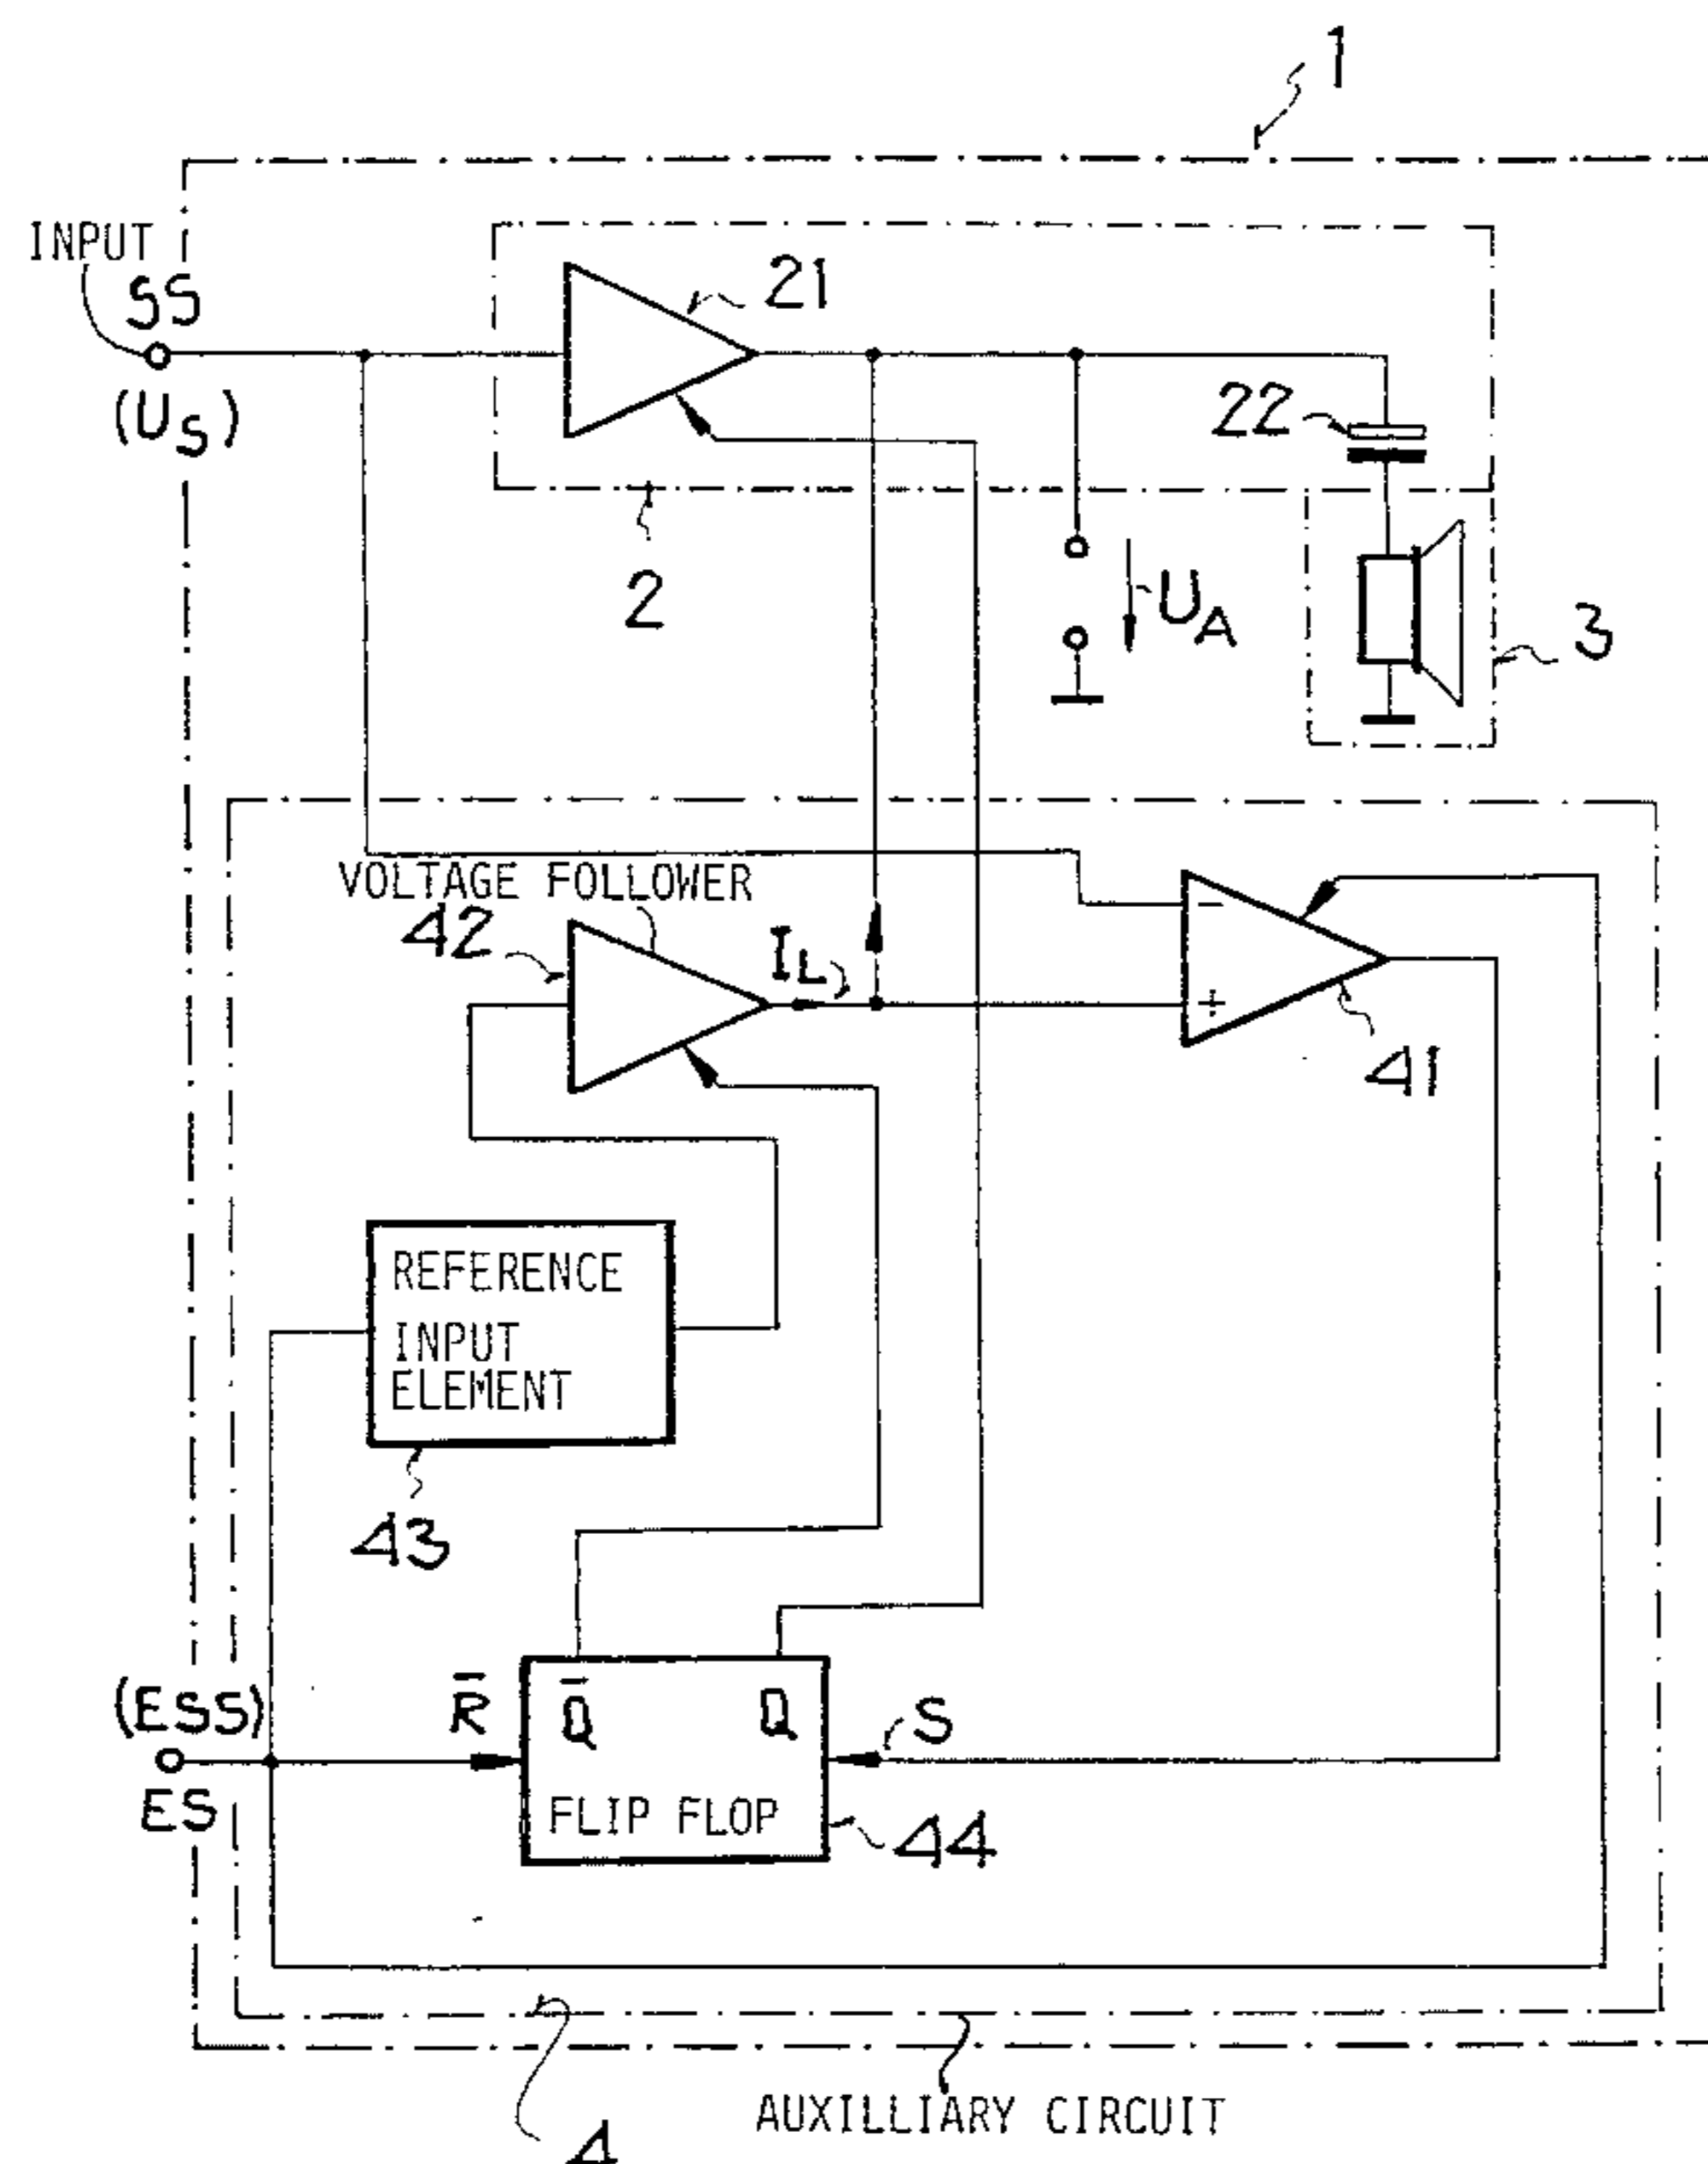 1
INPUT
SS
(US)
21
22
2
UA
3
VOLTAGE FOLLOWER
42
IL
−
+
41
REFERENCE
INPUT
ELEMENT
43
(ESS)
ES
R̅
Q̅
Q
S
FLIP FLOP
44
4
AUXILLIARY CIRCUIT